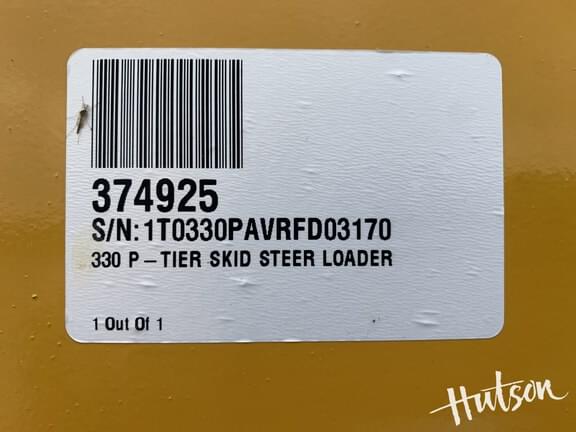 374925
S/N: 1T0330PAVRFD03170
330 P-TIER SKID STEER LOADER
1 Out Of 1
Hutson